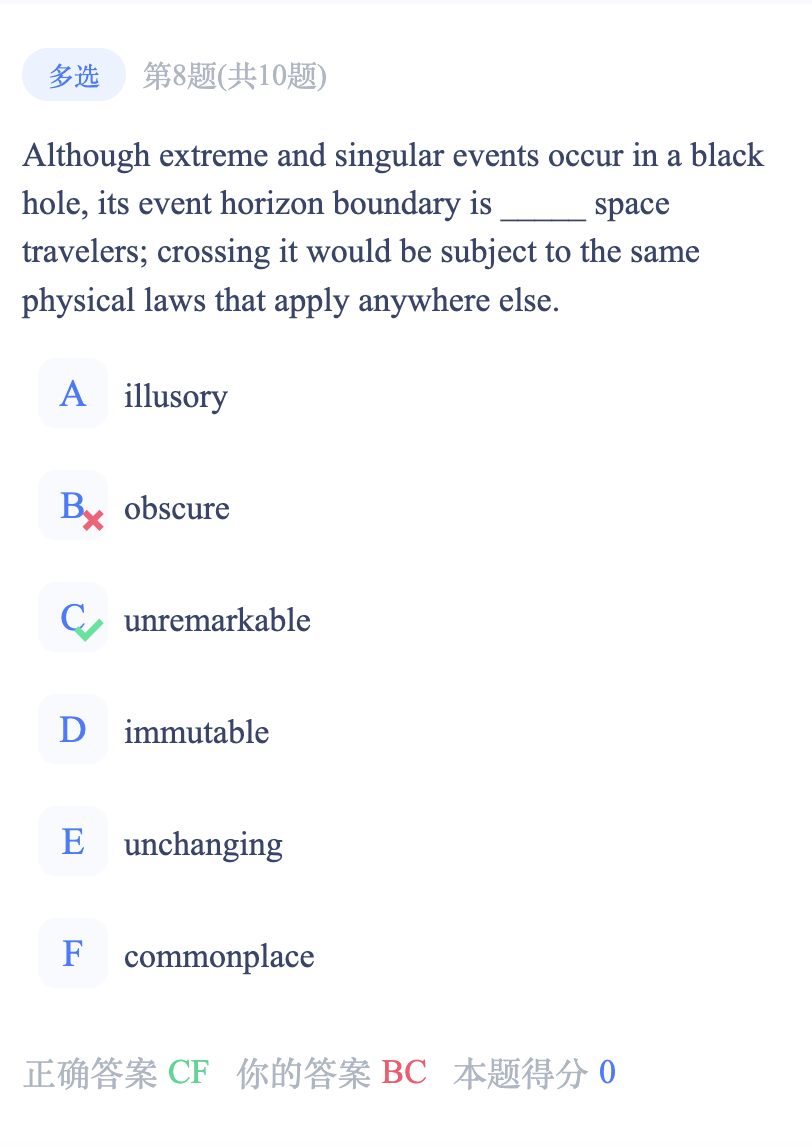 多选 第8题(共10题)
Although extreme and singular events occur in a black
hole, its event horizon boundary is _____ space
travelers; crossing it would be subject to the same
physical laws that apply anywhere else.
A illusory
B obscure
C unremarkable
D immutable
E unchanging
F commonplace
正确答案 CF 你的答案 BC 本题得分 0